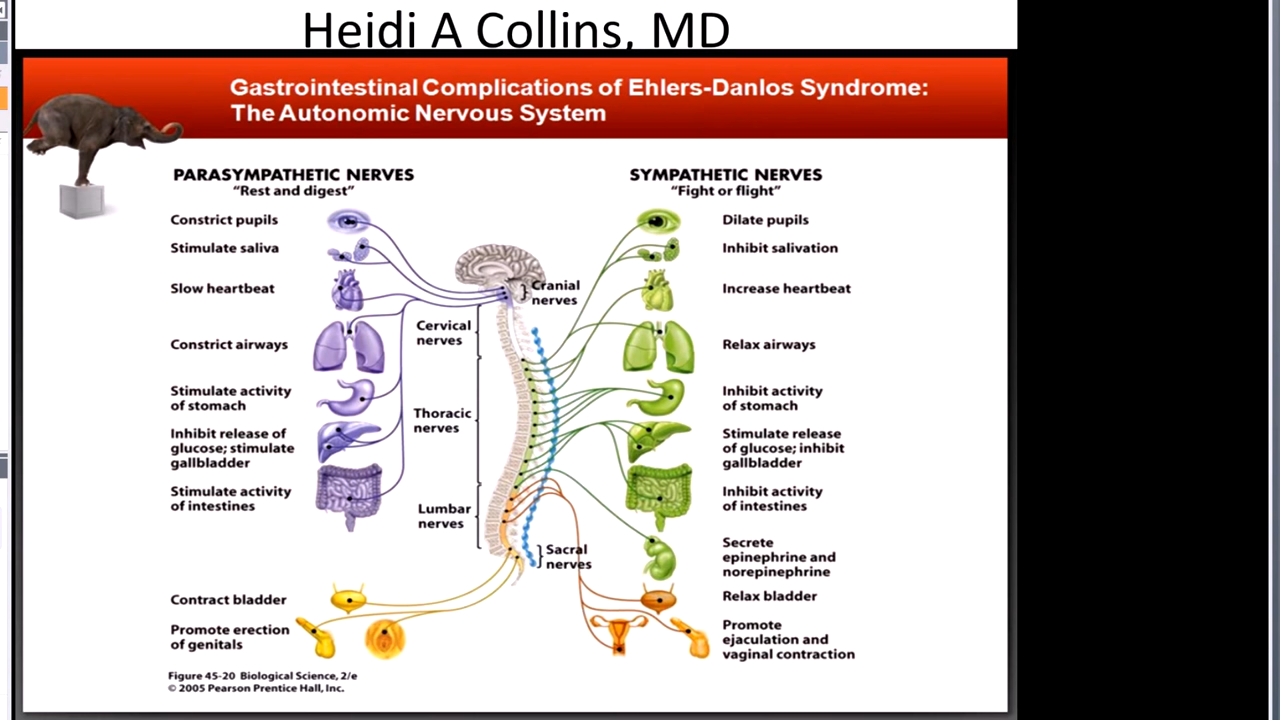 Heidi A Collins, MD
Gastrointestinal Complications of Ehlers-Danlos Syndrome:
The Autonomic Nervous System
PARASYMPATHETIC NERVES
“Rest and digest”
Constrict pupils
Stimulate saliva
Slow heartbeat
Constrict airways
Stimulate activity
of stomach
Inhibit release of
glucose; stimulate
gallbladder
Stimulate activity
of intestines
Contract bladder
Promote erection
of genitals
Cranial
nerves
Cervical
nerves
Thoracic
nerves
Lumbar
nerves
Sacral
nerves
SYMPATHETIC NERVES
“Fight or flight”
Dilate pupils
Inhibit salivation
Increase heartbeat
Relax airways
Inhibit activity
of stomach
Stimulate release
of glucose; inhibit
gallbladder
Inhibit activity
of intestines
Secrete
epinephrine and
norepinephrine
Relax bladder
Promote
ejaculation and
vaginal contraction
Figure 45-20 Biological Science, 2/e
© 2005 Pearson Prentice Hall, Inc.